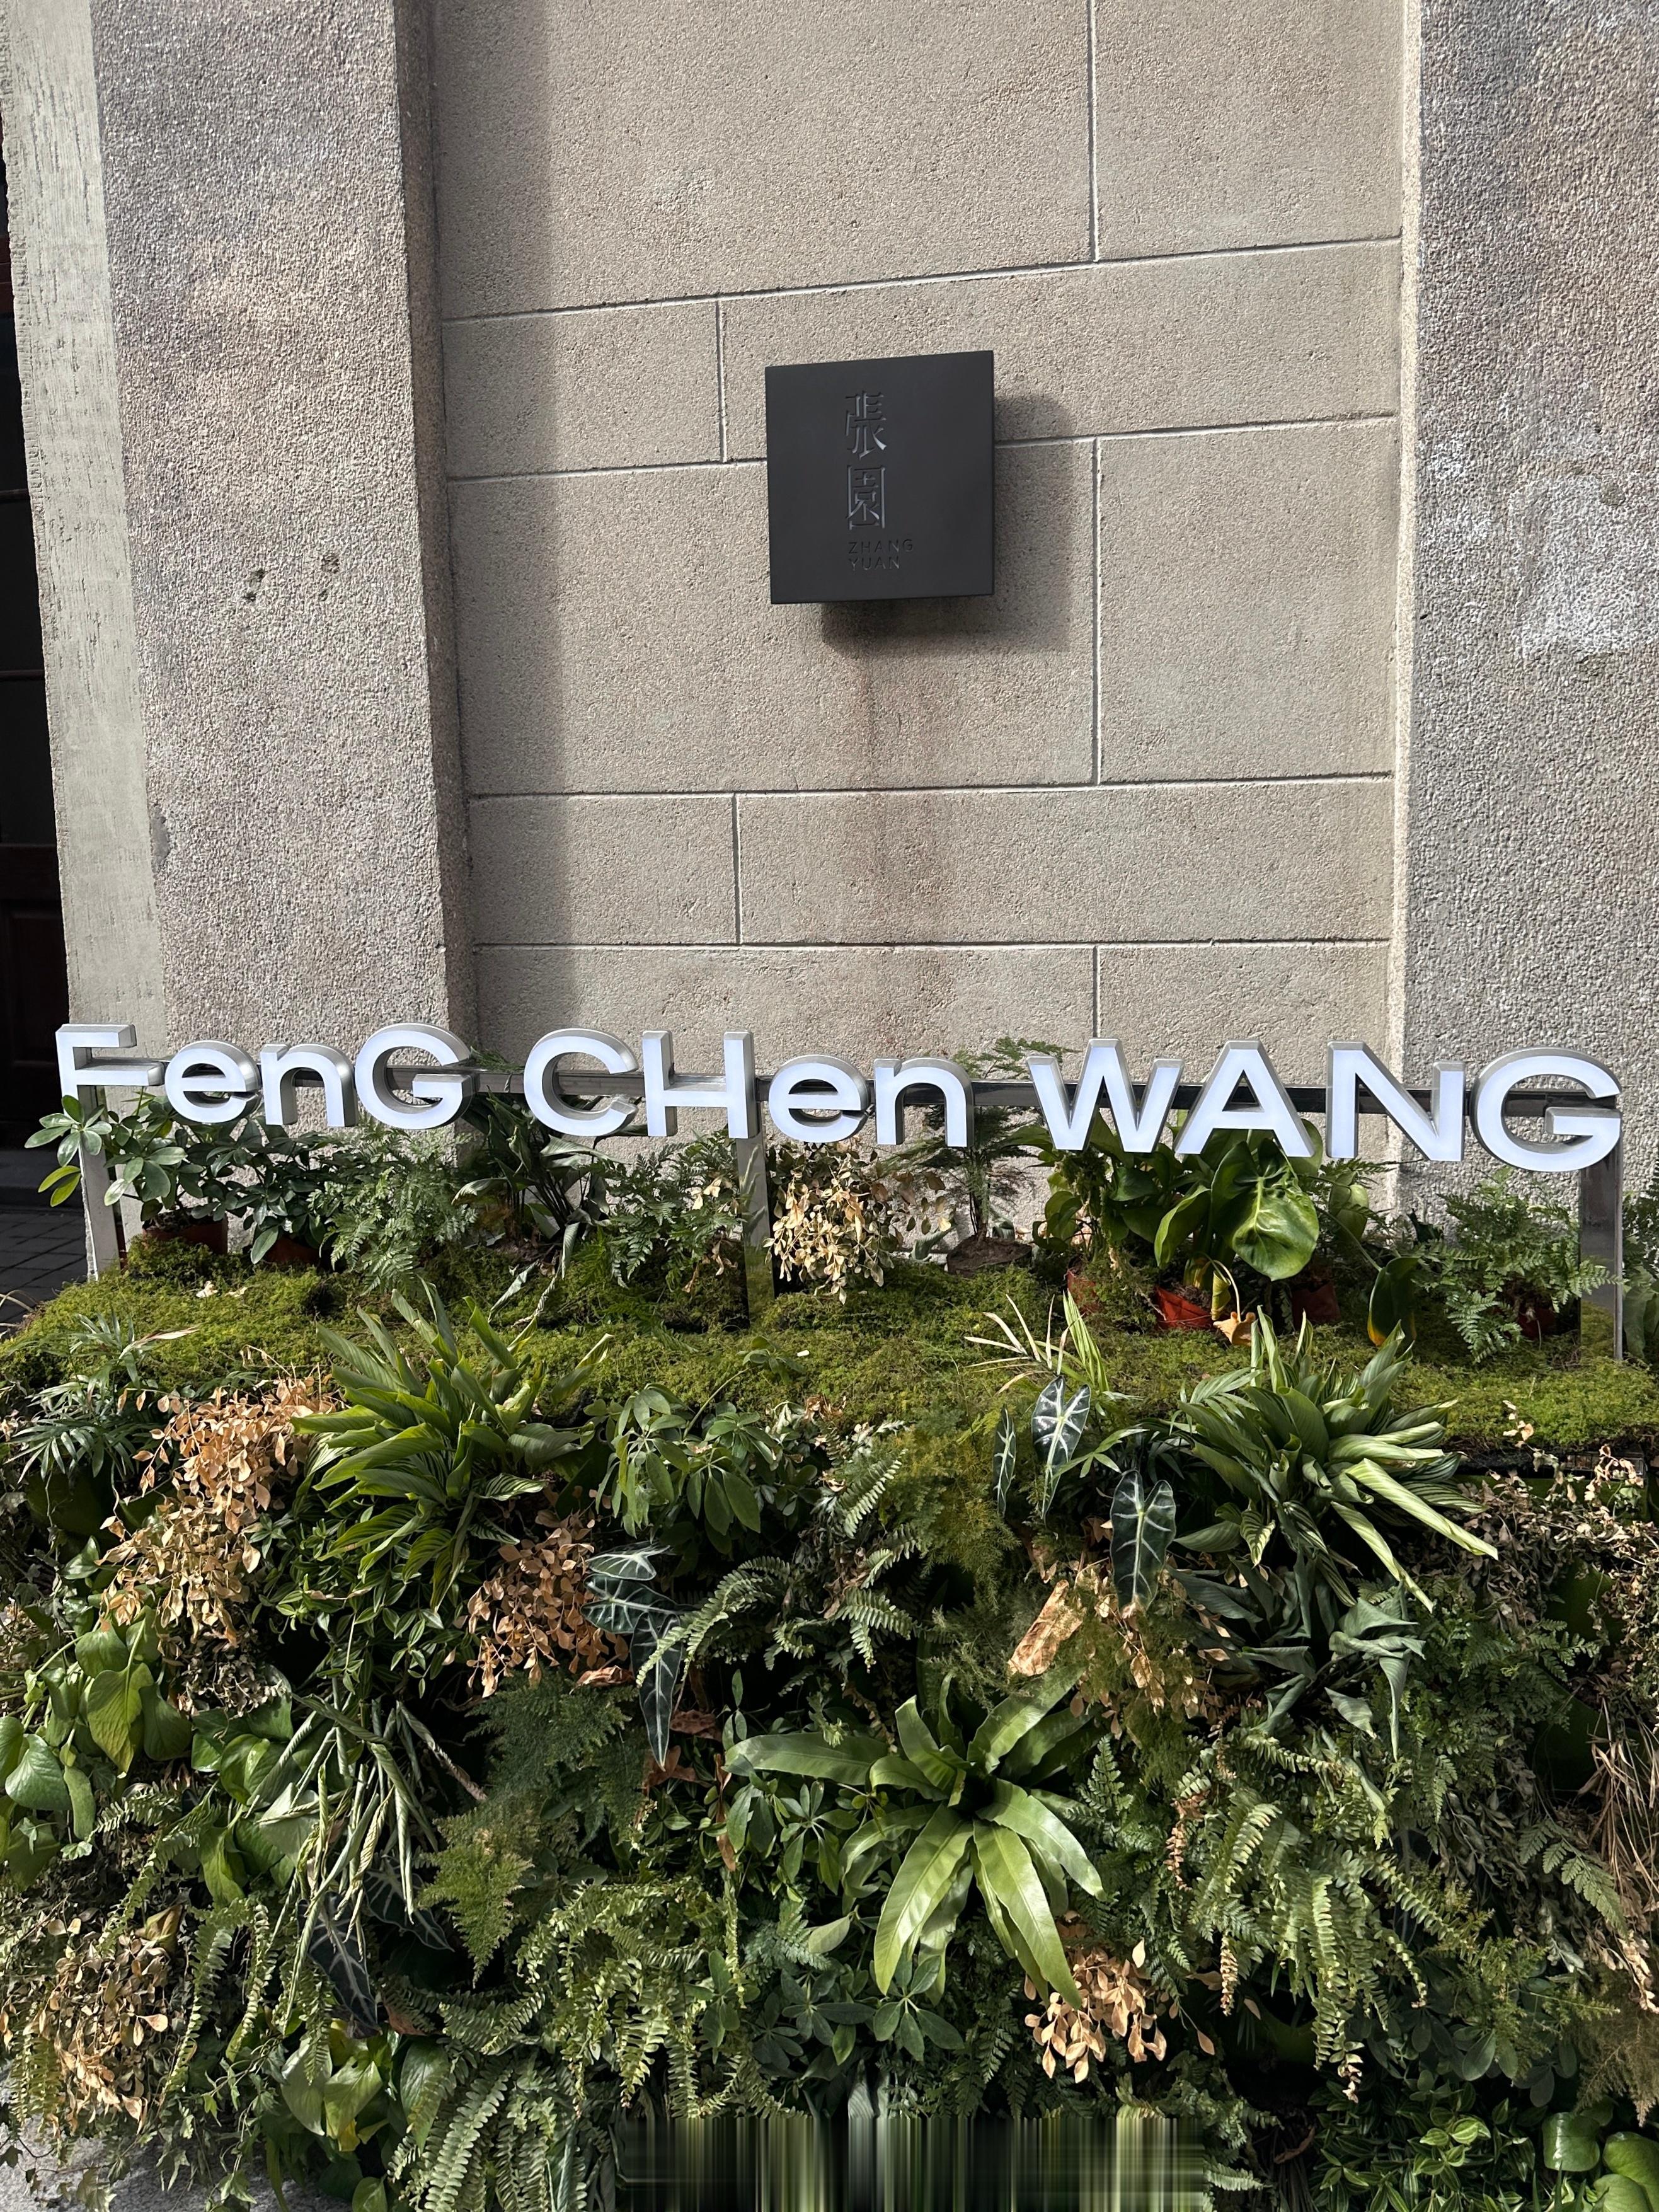 張
園
ZHANG
YUAN
FenG CHen WANG